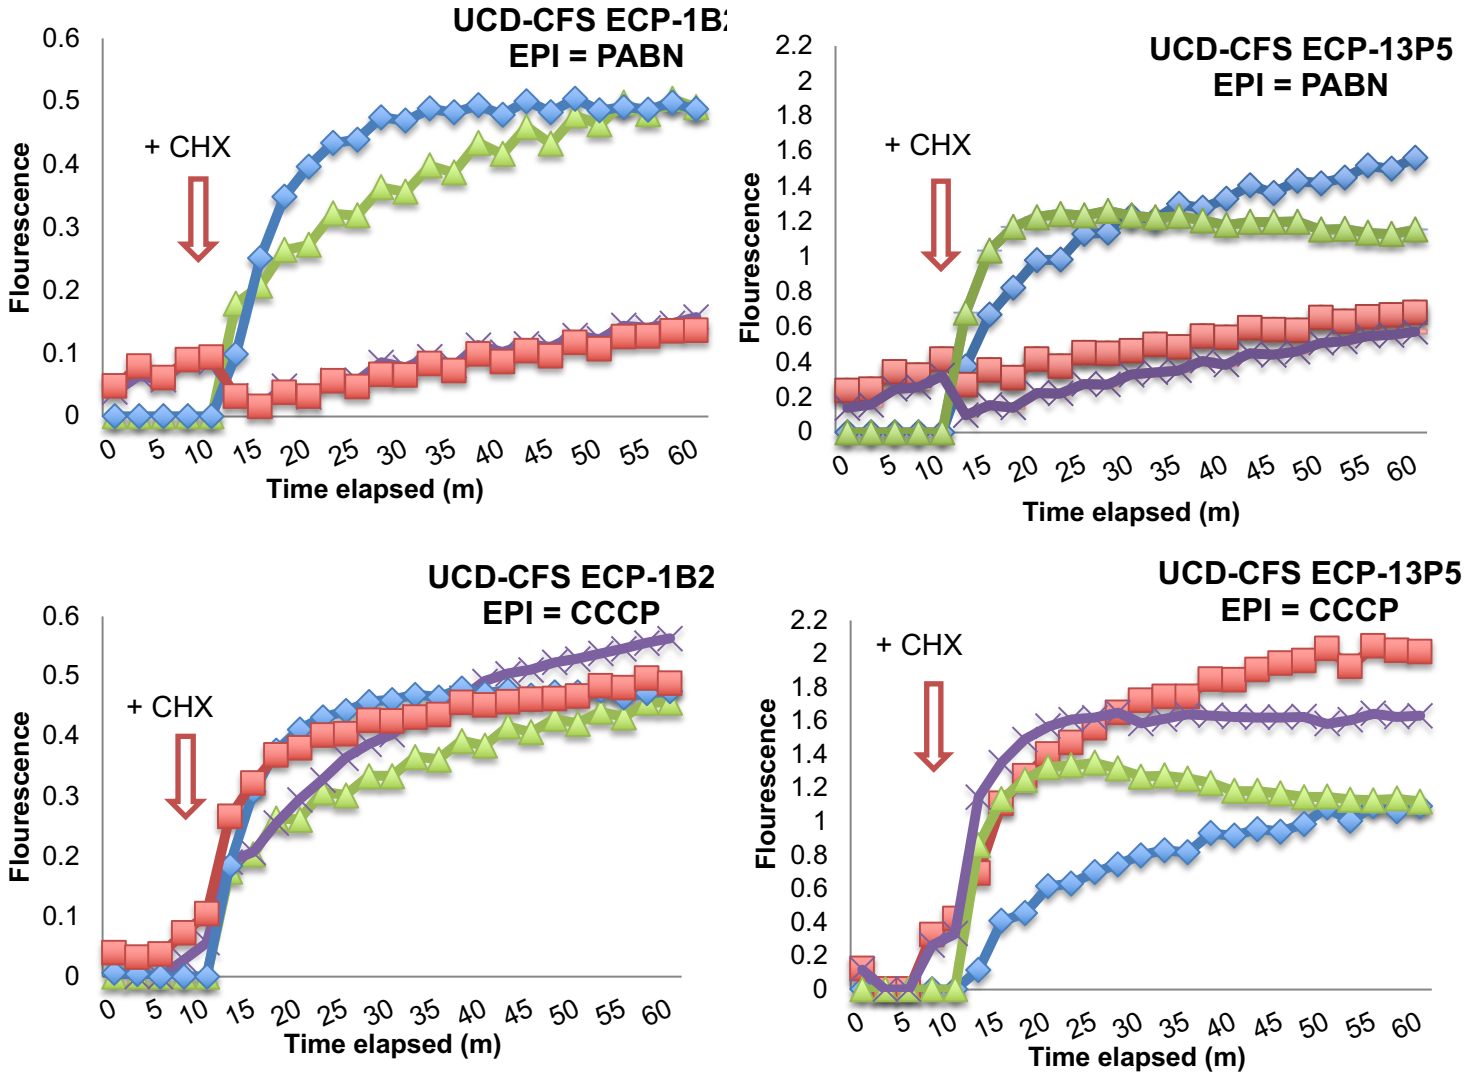 UCD-CFS ECP-1B2
EPI = PABN
0.6
0.5
0.4
0.3
0.2
0.1
0
+ CHX
Flourescence
0 5 10 15 20 25 30 35 40 45 50 55 60
Time elapsed (m)
UCD-CFS ECP-13P5
EPI = PABN
2.2
2
1.8
1.6
1.4
1.2
1
0.8
0.6
0.4
0.2
0
+ CHX
Flourescence
0 5 10 15 20 25 30 35 40 45 50 55 60
Time elapsed (m)
UCD-CFS ECP-1B2
EPI = CCCP
0.6
0.5
0.4
0.3
0.2
0.1
0
+ CHX
Flourescence
0 5 10 15 20 25 30 35 40 45 50 55 60
Time elapsed (m)
UCD-CFS ECP-13P5
EPI = CCCP
2.2
2
1.8
1.6
1.4
1.2
1
0.8
0.6
0.4
0.2
0
+ CHX
Flourescence
0 5 10 15 20 25 30 35 40 45 50 55 60
Time elapsed (m)